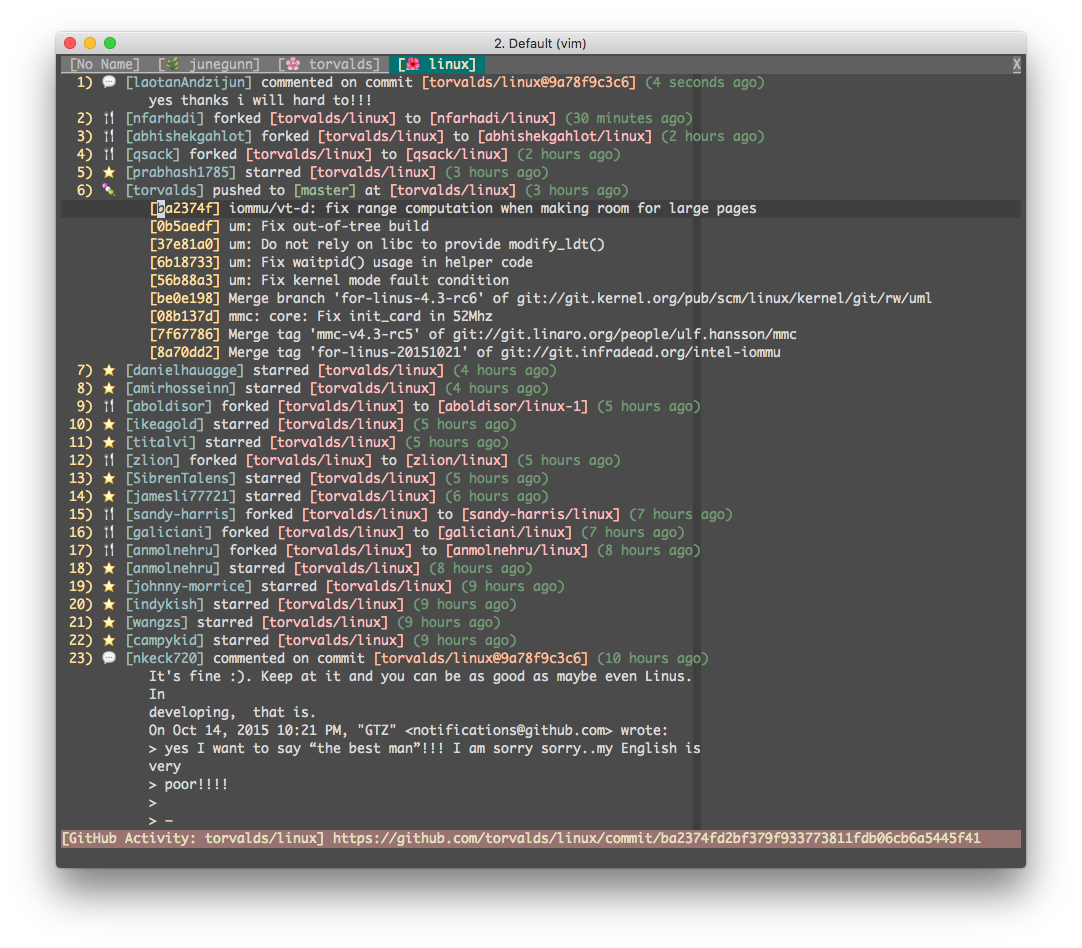 2. Default (vim)
[No Name] [🌿 junegunn] [🌸 torvalds] [🌺 linux] X
1) 💬 [laotanAndzijun] commented on commit [torvalds/linux@9a78f9c3c6] (4 seconds ago)
yes thanks i will hard to!!!
2) 🍴 [nfarhadi] forked [torvalds/linux] to [nfarhadi/linux] (30 minutes ago)
3) 🍴 [abhishekgahlot] forked [torvalds/linux] to [abhishekgahlot/linux] (2 hours ago)
4) 🍴 [qsack] forked [torvalds/linux] to [qsack/linux] (2 hours ago)
5) ⭐ [prabhash1785] starred [torvalds/linux] (3 hours ago)
6) 🍡 [torvalds] pushed to [master] at [torvalds/linux] (3 hours ago)
[ba2374f] iommu/vt-d: fix range computation when making room for large pages
[0b5aedf] um: Fix out-of-tree build
[37e81a0] um: Do not rely on libc to provide modify_ldt()
[6b18733] um: Fix waitpid() usage in helper code
[56b88a3] um: Fix kernel mode fault condition
[be0e198] Merge branch 'for-linus-4.3-rc6' of git://git.kernel.org/pub/scm/linux/kernel/git/rw/uml
[08b137d] mmc: core: Fix init_card in 52Mhz
[7f67786] Merge tag 'mmc-v4.3-rc5' of git://git.linaro.org/people/ulf.hansson/mmc
[8a70dd2] Merge tag 'for-linus-20151021' of git://git.infradead.org/intel-iommu
7) ⭐ [danielhauagge] starred [torvalds/linux] (4 hours ago)
8) ⭐ [amirhosseinn] starred [torvalds/linux] (4 hours ago)
9) 🍴 [aboldisor] forked [torvalds/linux] to [aboldisor/linux-1] (5 hours ago)
10) ⭐ [ikeagold] starred [torvalds/linux] (5 hours ago)
11) ⭐ [titalvi] starred [torvalds/linux] (5 hours ago)
12) 🍴 [zlion] forked [torvalds/linux] to [zlion/linux] (5 hours ago)
13) ⭐ [SibrenTalens] starred [torvalds/linux] (5 hours ago)
14) ⭐ [jamesli77721] starred [torvalds/linux] (6 hours ago)
15) 🍴 [sandy-harris] forked [torvalds/linux] to [sandy-harris/linux] (7 hours ago)
16) 🍴 [galiciani] forked [torvalds/linux] to [galiciani/linux] (7 hours ago)
17) 🍴 [anmolnehru] forked [torvalds/linux] to [anmolnehru/linux] (8 hours ago)
18) ⭐ [anmolnehru] starred [torvalds/linux] (8 hours ago)
19) ⭐ [johnny-morrice] starred [torvalds/linux] (9 hours ago)
20) ⭐ [indykish] starred [torvalds/linux] (9 hours ago)
21) ⭐ [wangzs] starred [torvalds/linux] (9 hours ago)
22) ⭐ [campykid] starred [torvalds/linux] (9 hours ago)
23) 💬 [nkeck720] commented on commit [torvalds/linux@9a78f9c3c6] (10 hours ago)
It's fine :). Keep at it and you can be as good as maybe even Linus.
In
developing,  that is.
On Oct 14, 2015 10:21 PM, "GTZ" <notifications@github.com> wrote:
> yes I want to say “the best man”!!! I am sorry sorry..my English is
very
> poor!!!!
>
> —
[GitHub Activity: torvalds/linux] https://github.com/torvalds/linux/commit/ba2374fd2bf379f933773811fdb06cb6a5445f41